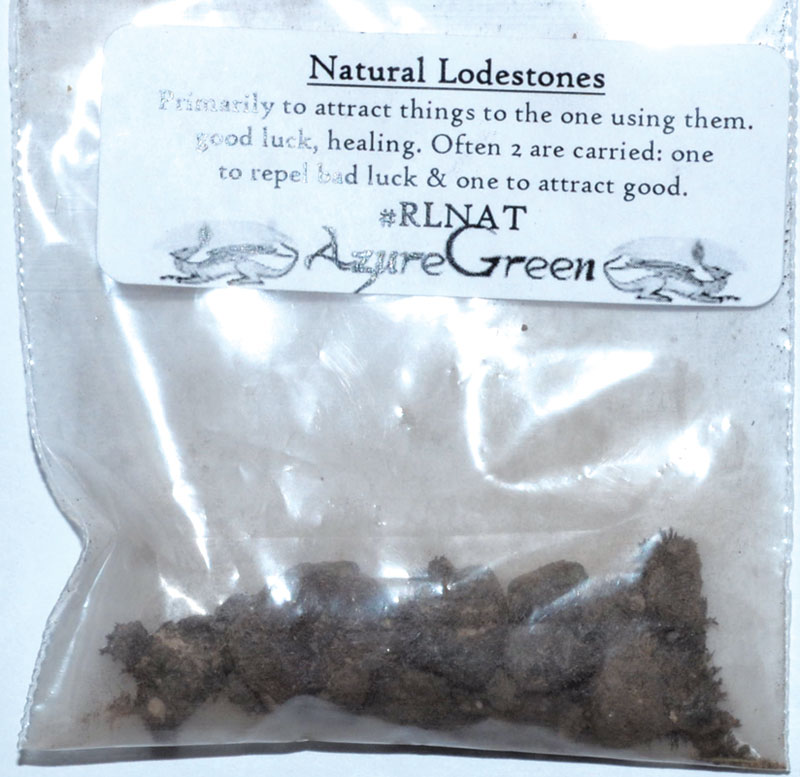 Natural Lodestones
Primarily to attract things to the one using them.
good luck, healing. Often 2 are carried: one
to repel bad luck & one to attract good.
#RLNAT
AzureGreen